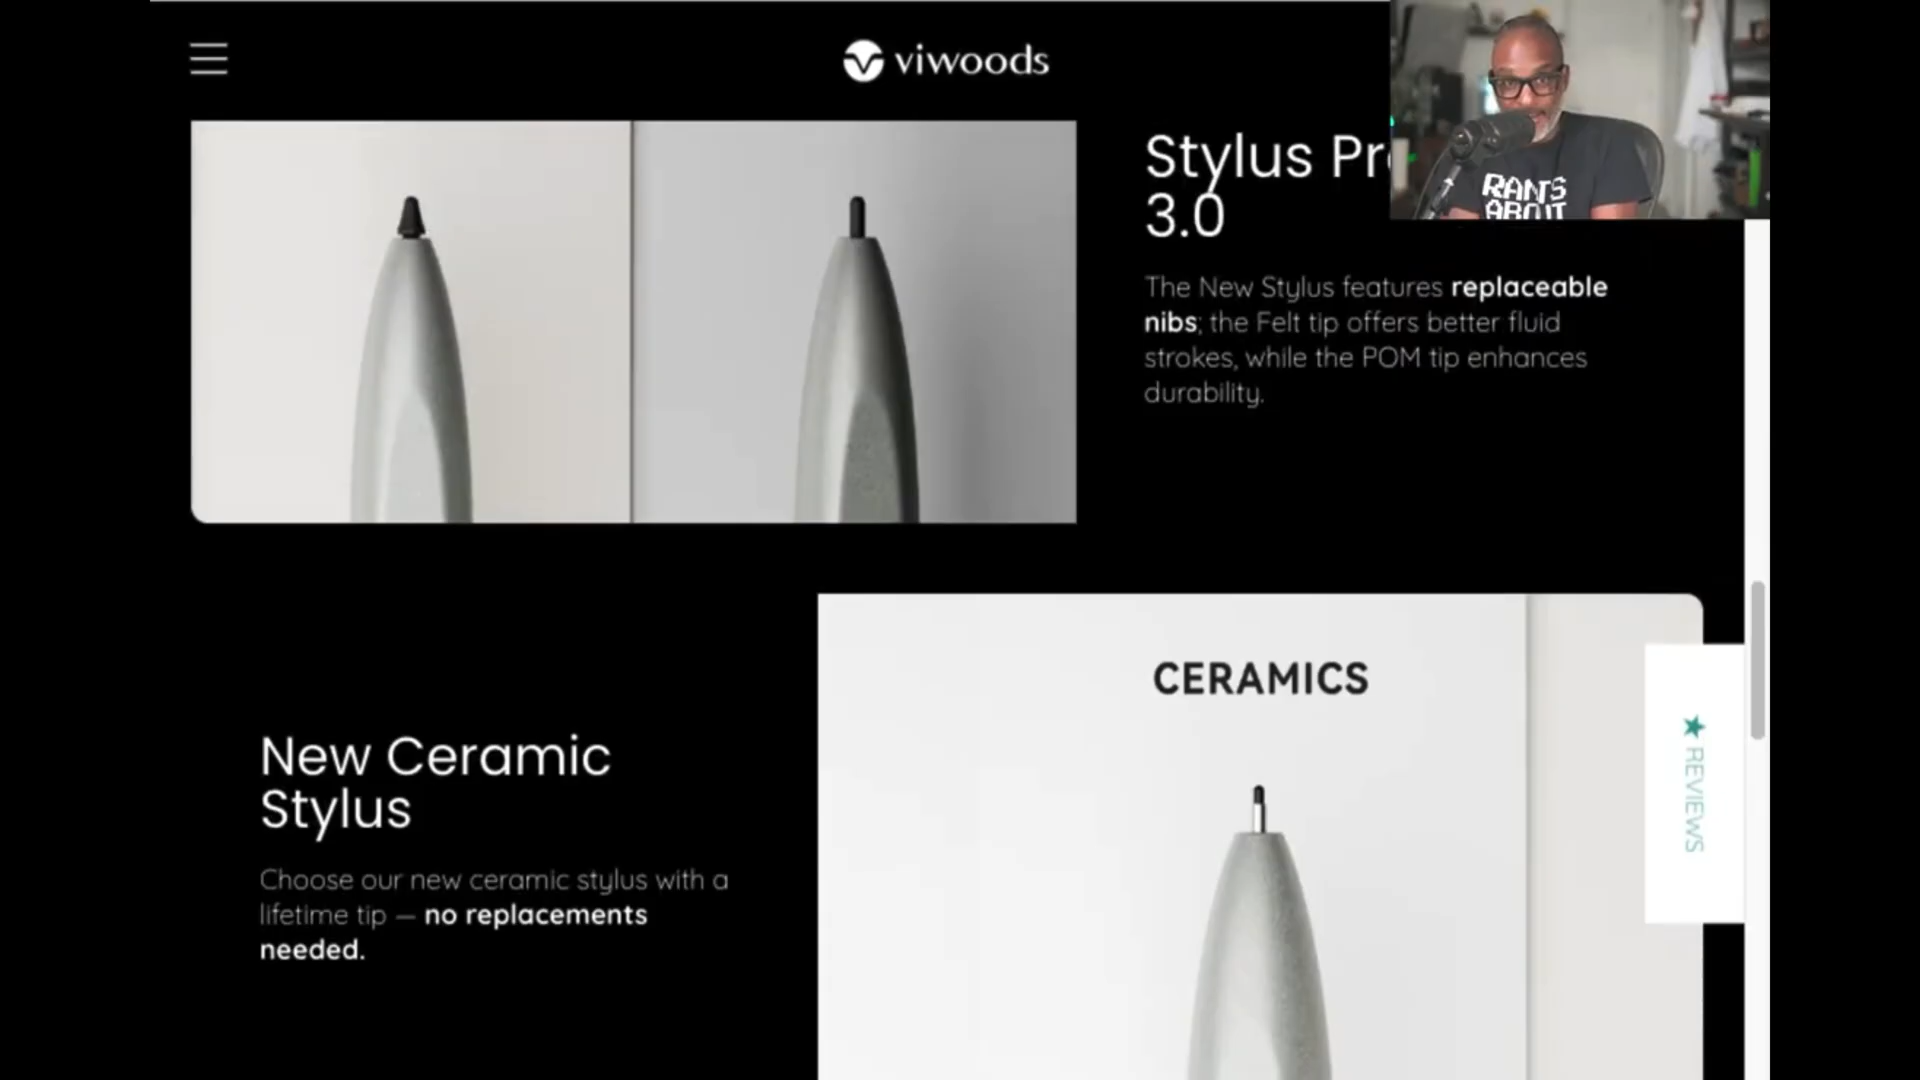 viwoods
Stylus
3.0
The New Stylus features replaceable
nibs; the Felt tip offers better fluid
strokes, while the POM tip enhances
durability.
RANTS
ABOUT
CERAMICS
New Ceramic
Stylus
Choose our new ceramic stylus with a
lifetime tip — no replacements
needed.
★ REVIEWS